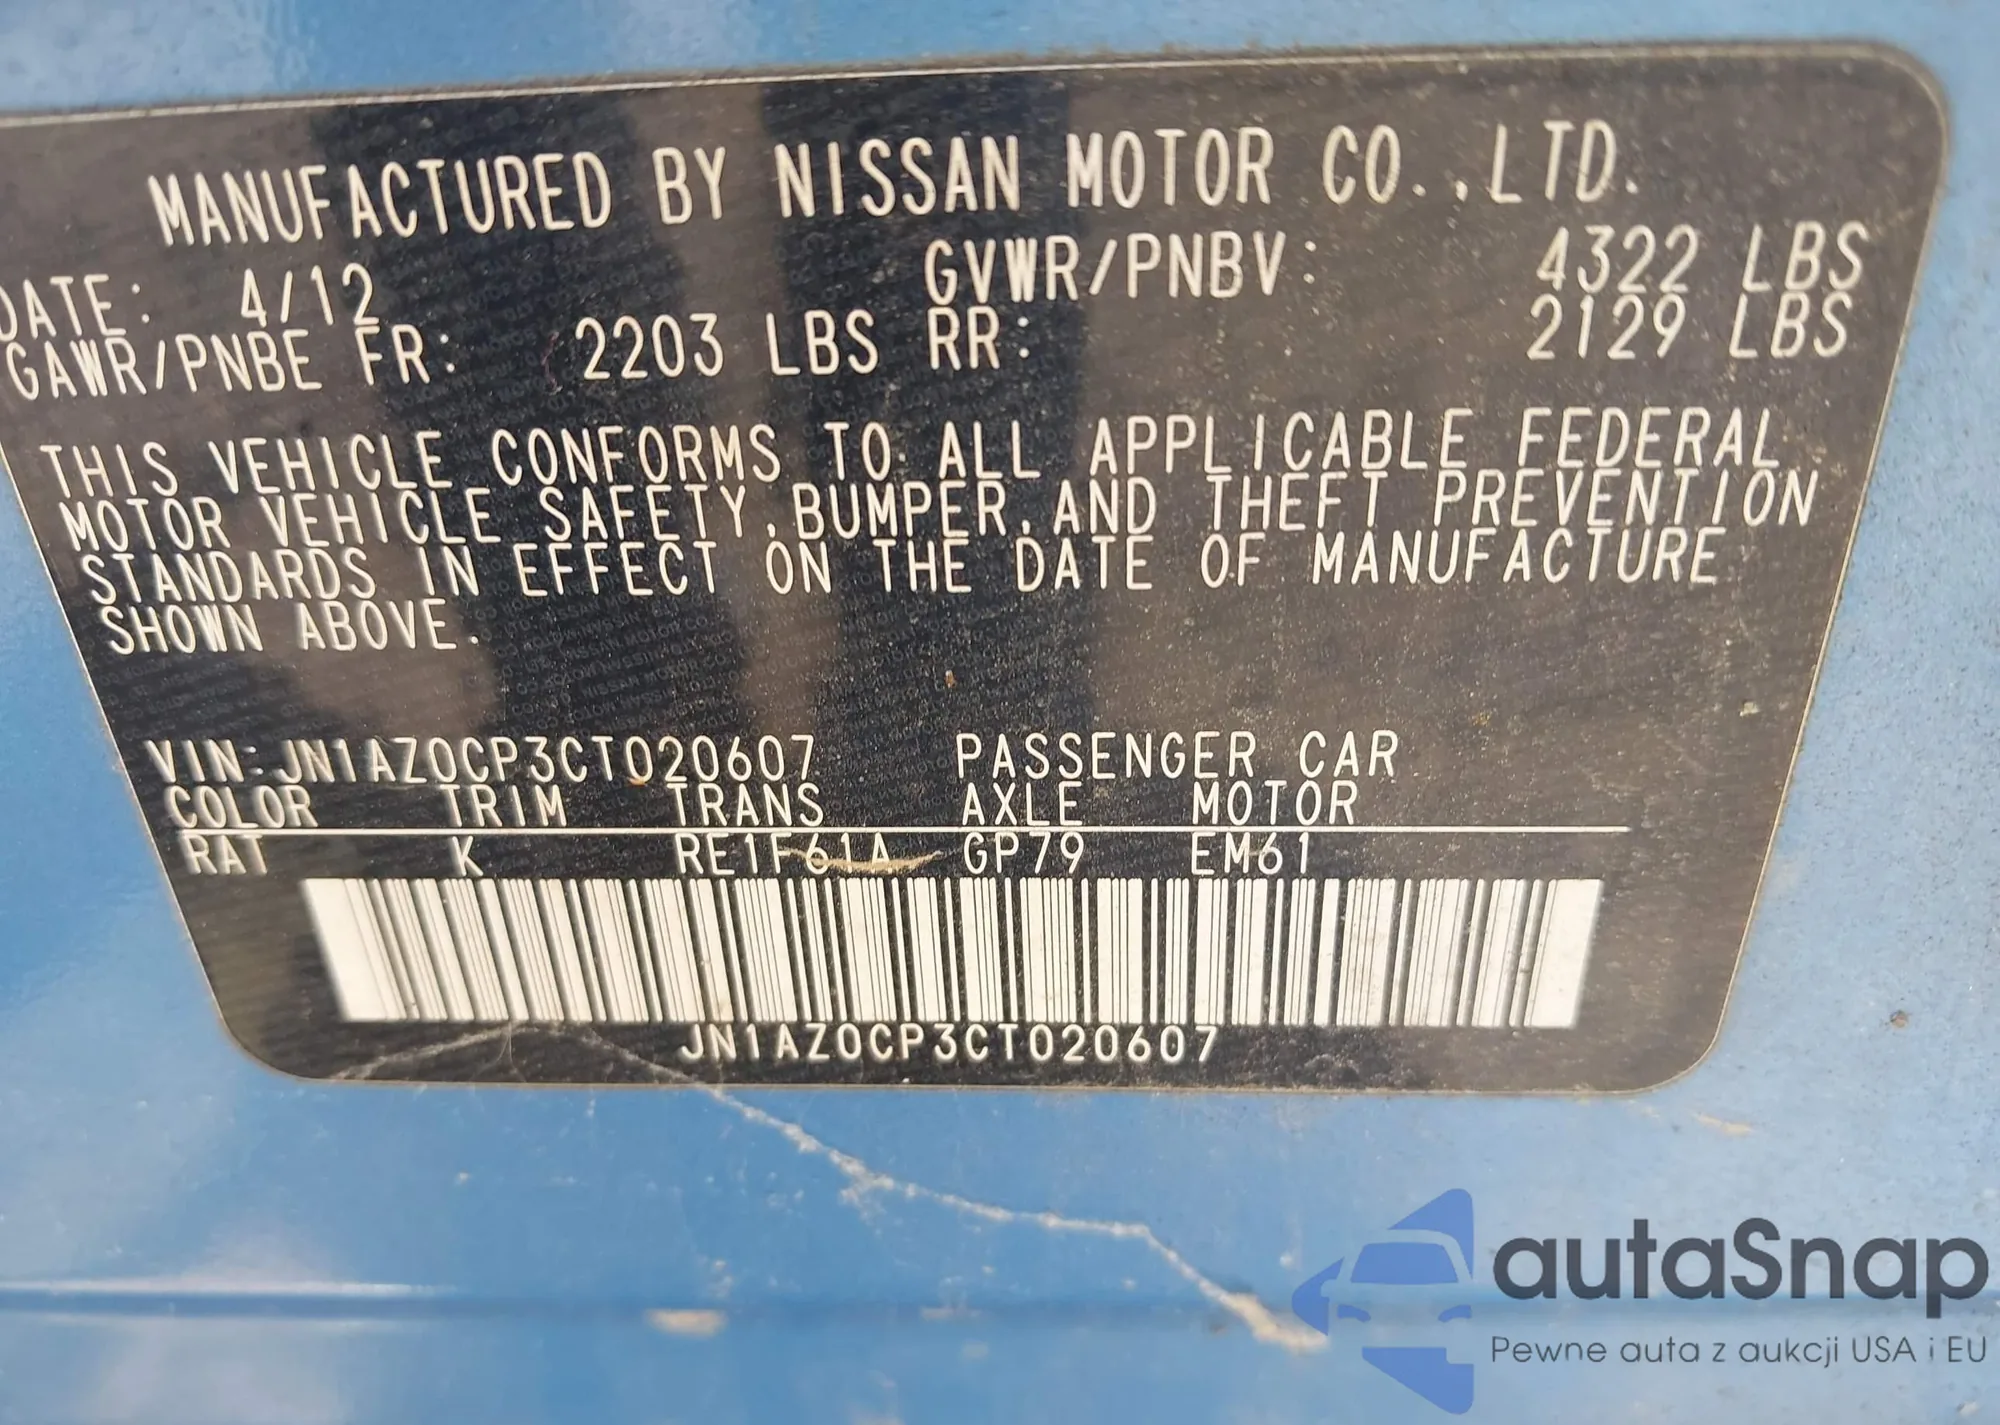 MANUFACTURED BY NISSAN MOTOR CO.,LTD.
DATE: 4/12 GVWR/PNBV: 4322 LBS
GAWR/PNBE FR: 2203 LBS RR: 2129 LBS
THIS VEHICLE CONFORMS TO ALL APPLICABLE FEDERAL
MOTOR VEHICLE SAFETY,BUMPER,AND THEFT PREVENTION
STANDARDS IN EFFECT ON THE DATE OF MANUFACTURE
SHOWN ABOVE.
VIN:JN1AZ0CP3CT020607 PASSENGER CAR
COLOR TRIM TRANS AXLE MOTOR
RAT K RE1F61A GP79 EM61
JN1AZ0CP3CT020607
autaSnap
Pewne auta z aukcji USA i EU